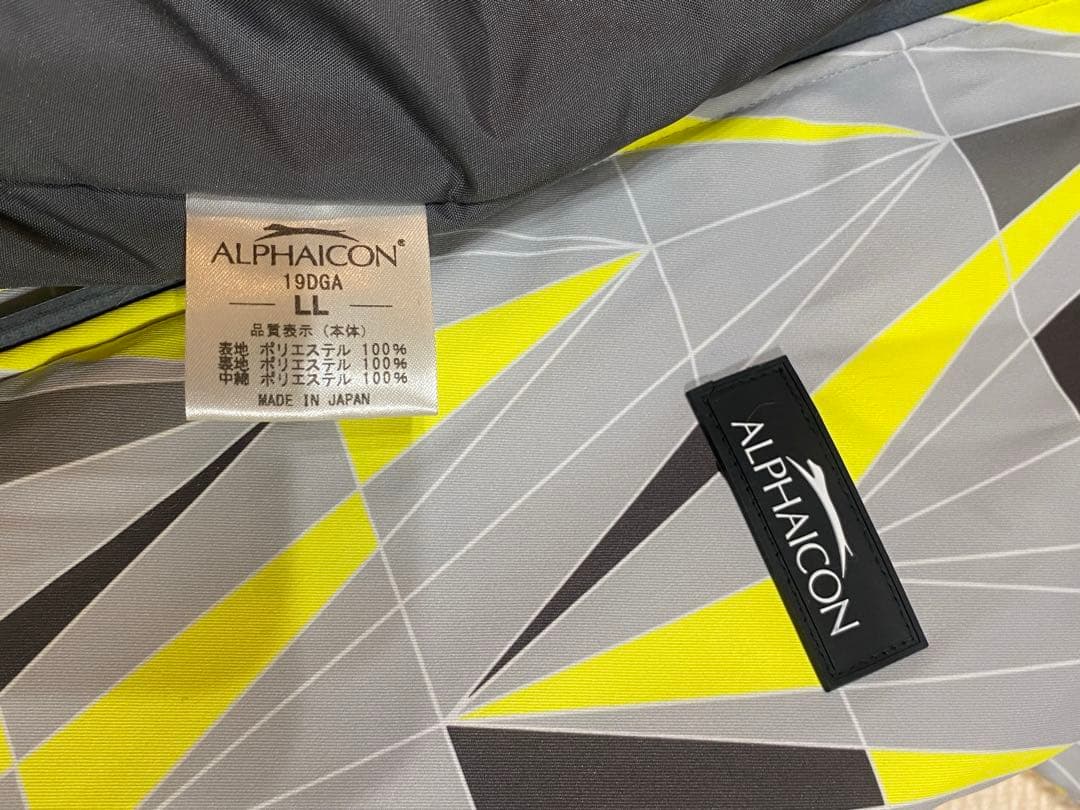 ALPHAICON®
19DGA
LL
品質表示（本体）
表地 ポリエステル 100%
裏地 ポリエステル 100%
中綿 ポリエステル 100%
MADE IN JAPAN
ALPHAICON